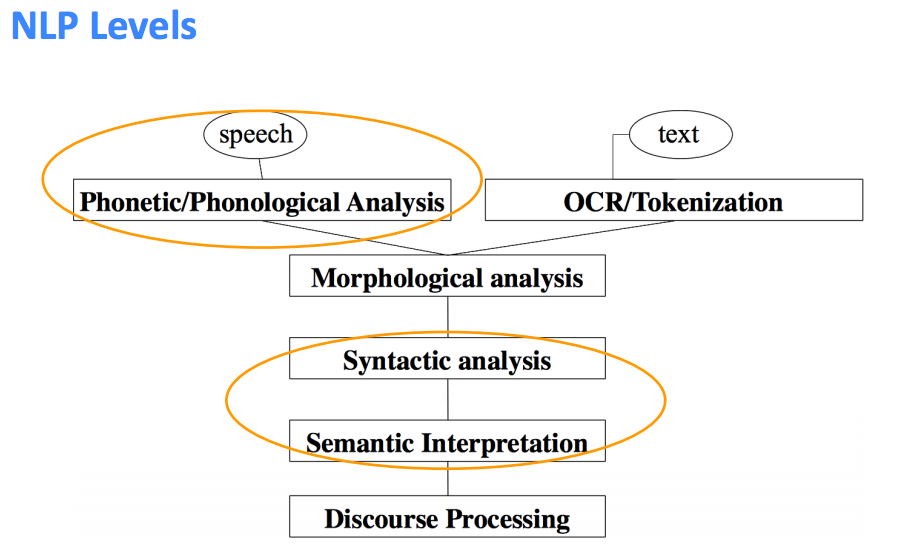 NLP Levels
speech
text
Phonetic/Phonological Analysis
OCR/Tokenization
Morphological analysis
Syntactic analysis
Semantic Interpretation
Discourse Processing